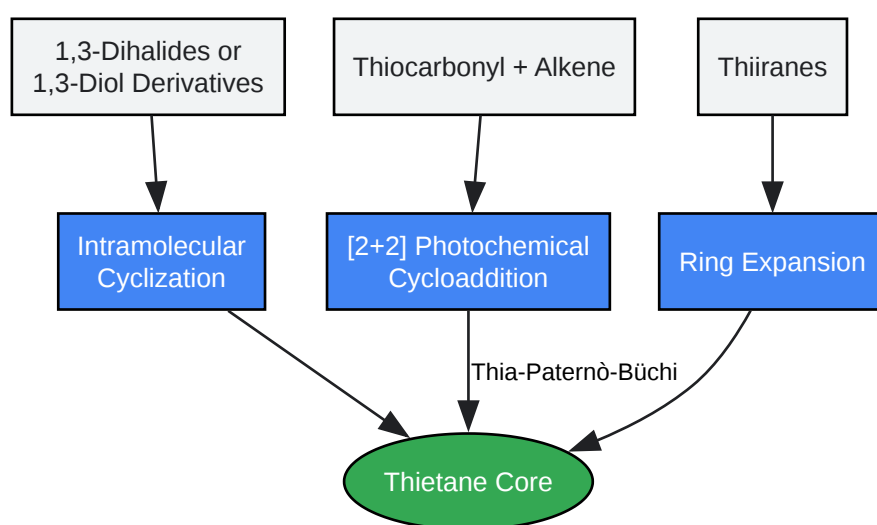 1,3-Dihalides or
1,3-Diol Derivatives
Thiocarbonyl + Alkene
Thiiranes
Intramolecular
Cyclization
[2+2] Photochemical
Cycloaddition
Ring Expansion
Thia-Paternò-Büchi
Thietane Core